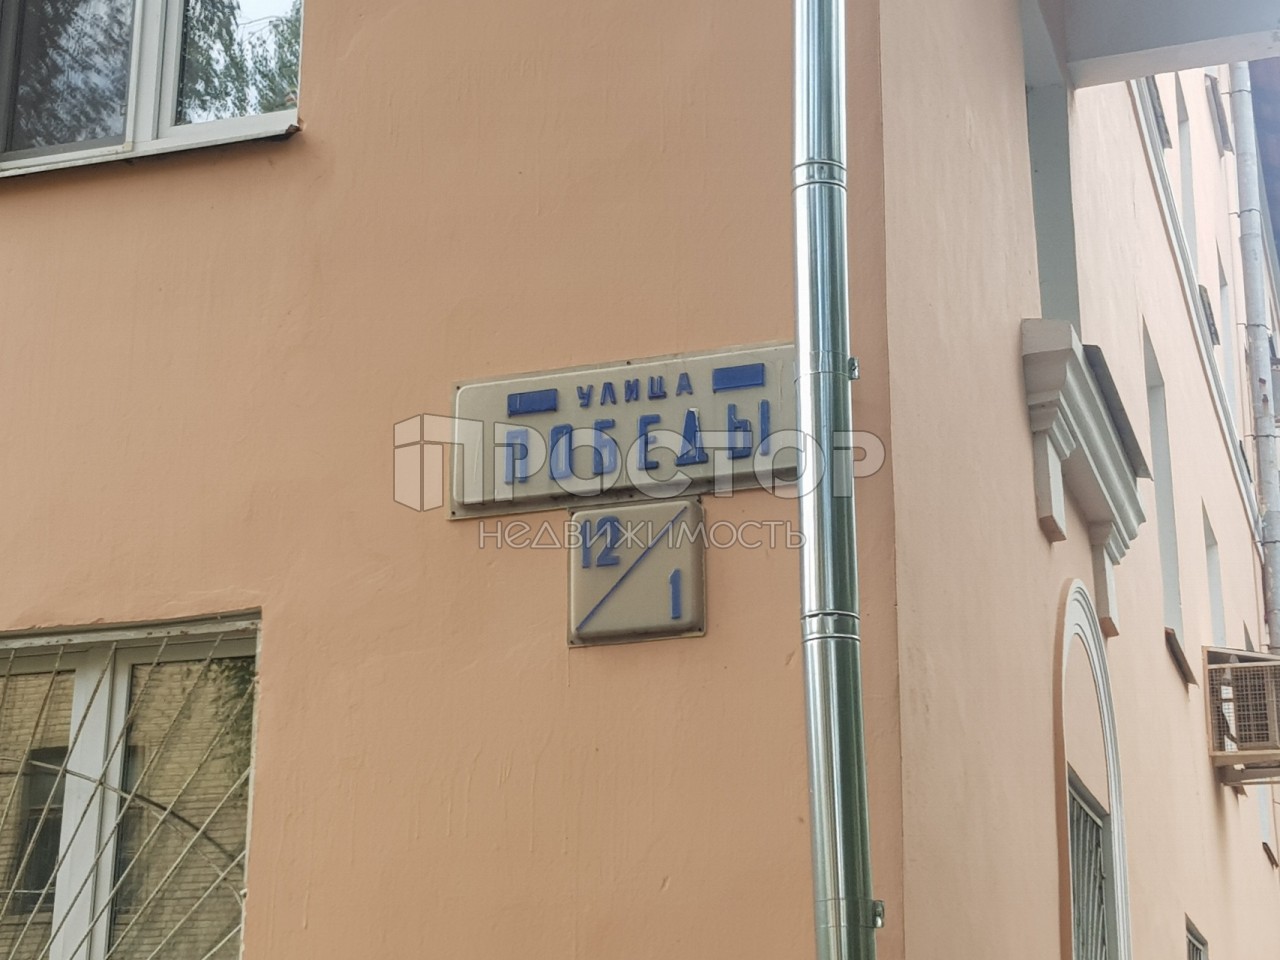 УЛИЦА
ПОБЕДЫ
ПРОСТОР
НЕДВИЖИМОСТЬ
12/1